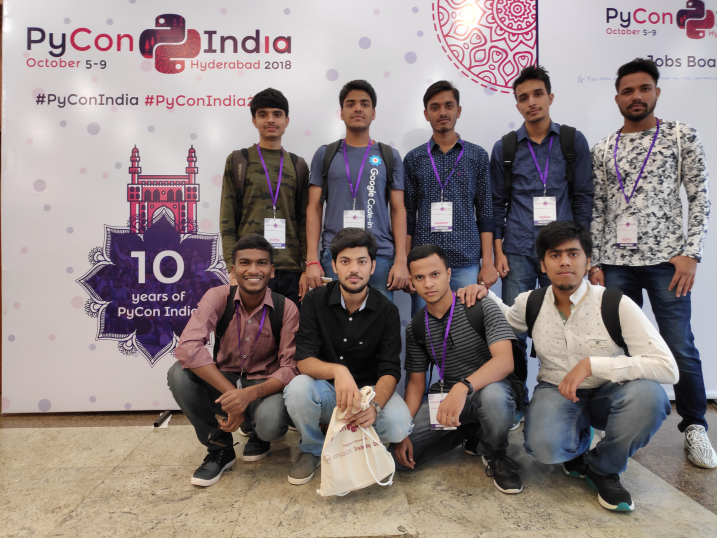 PyCon India
October 5-9 Hyderabad 2018
#PyConIndia #PyConIndia2
10
years of
PyCon India
PyCon
October 5-9
Jobs Boa
Google Code-in